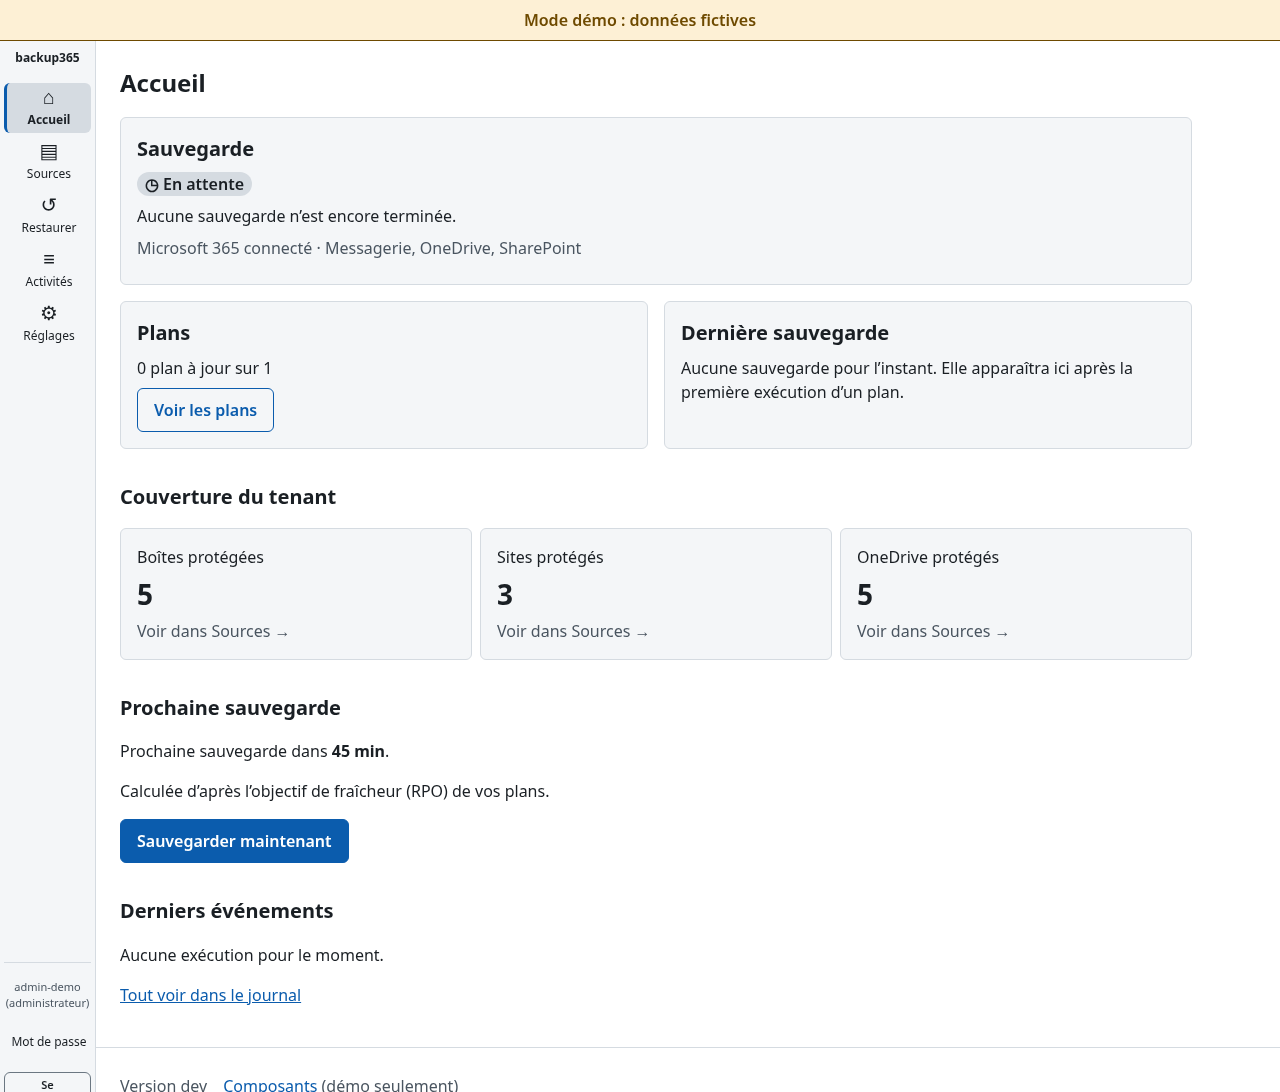 Mode démo : données fictives
backup365
Accueil
Sources
Restaurer
Activités
Réglages
admin-demo
(administrateur)
Mot de passe
Se
Accueil
Sauvegarde
En attente
Aucune sauvegarde n’est encore terminée.
Microsoft 365 connecté · Messagerie, OneDrive, SharePoint
Plans
0 plan à jour sur 1
Voir les plans
Dernière sauvegarde
Aucune sauvegarde pour l’instant. Elle apparaîtra ici après la
première exécution d’un plan.
Couverture du tenant
Boîtes protégées
5
Voir dans Sources →
Sites protégés
3
Voir dans Sources →
OneDrive protégés
5
Voir dans Sources →
Prochaine sauvegarde
Prochaine sauvegarde dans 45 min.
Calculée d’après l’objectif de fraîcheur (RPO) de vos plans.
Sauvegarder maintenant
Derniers événements
Aucune exécution pour le moment.
Tout voir dans le journal
Version dev Composants (démo seulement)